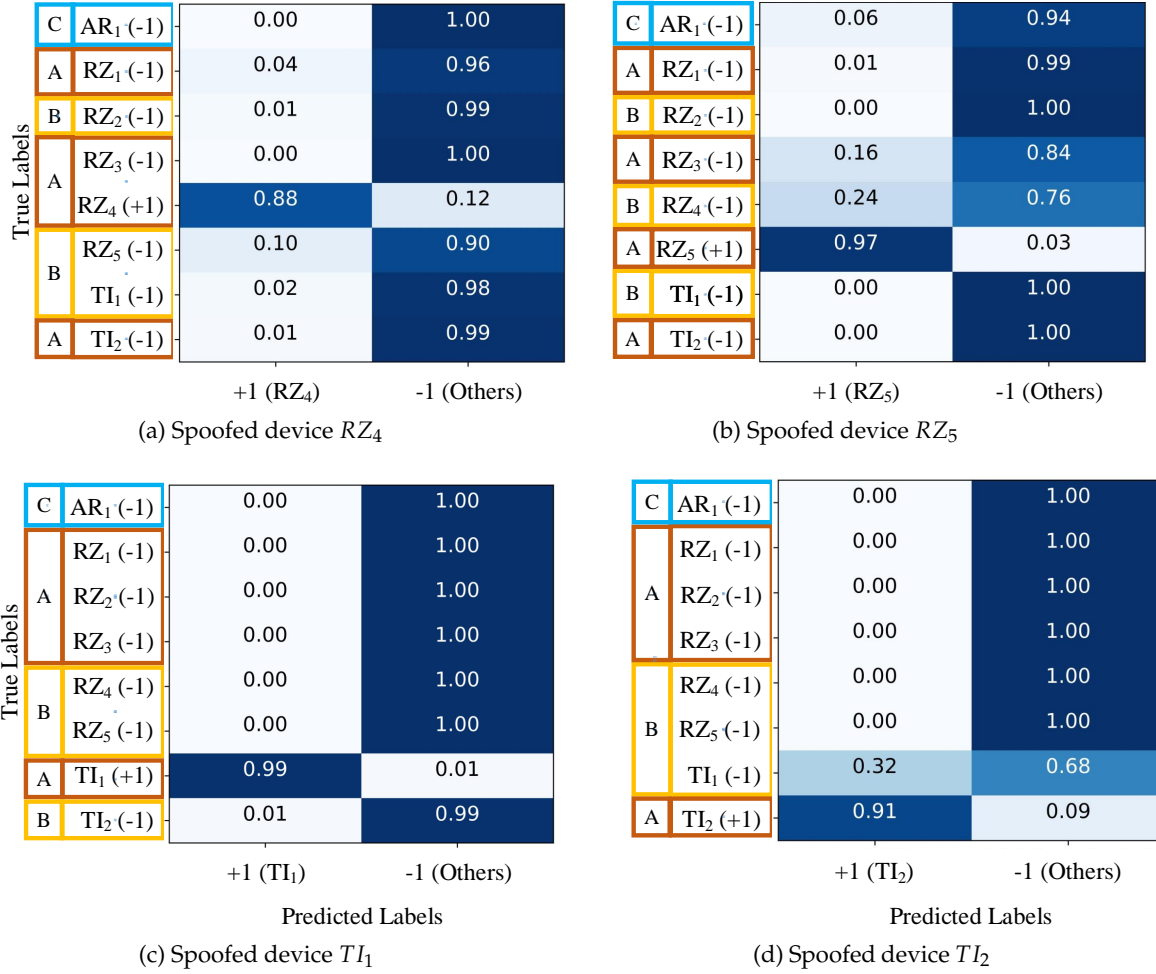 True Labels
C AR₁ (-1) 0.00 1.00
A RZ₁ (-1) 0.04 0.96
B RZ₂ (-1) 0.01 0.99
A
RZ₃ (-1) 0.00 1.00
RZ₄ (+1) 0.88 0.12
B
RZ₅ (-1) 0.10 0.90
TI₁ (-1) 0.02 0.98
A TI₂ (-1) 0.01 0.99
+1 (RZ₄) -1 (Others)
(a) Spoofed device RZ₄
C AR₁ (-1) 0.06 0.94
A RZ₁ (-1) 0.01 0.99
B RZ₂ (-1) 0.00 1.00
A RZ₃ (-1) 0.16 0.84
B RZ₄ (-1) 0.24 0.76
A RZ₅ (+1) 0.97 0.03
B TI₁ (-1) 0.00 1.00
A TI₂ (-1) 0.00 1.00
+1 (RZ₅) -1 (Others)
(b) Spoofed device RZ₅
True Labels
C AR₁ (-1) 0.00 1.00
A
RZ₁ (-1) 0.00 1.00
RZ₂ (-1) 0.00 1.00
RZ₃ (-1) 0.00 1.00
B
RZ₄ (-1) 0.00 1.00
RZ₅ (-1) 0.00 1.00
A TI₁ (+1) 0.99 0.01
B TI₂ (-1) 0.01 0.99
+1 (TI₁) -1 (Others)
Predicted Labels
(c) Spoofed device TI₁
C AR₁ (-1) 0.00 1.00
A
RZ₁ (-1) 0.00 1.00
RZ₂ (-1) 0.00 1.00
RZ₃ (-1) 0.00 1.00
B
RZ₄ (-1) 0.00 1.00
RZ₅ (-1) 0.00 1.00
TI₁ (-1) 0.32 0.68
A TI₂ (+1) 0.91 0.09
+1 (TI₂) -1 (Others)
Predicted Labels
(d) Spoofed device TI₂